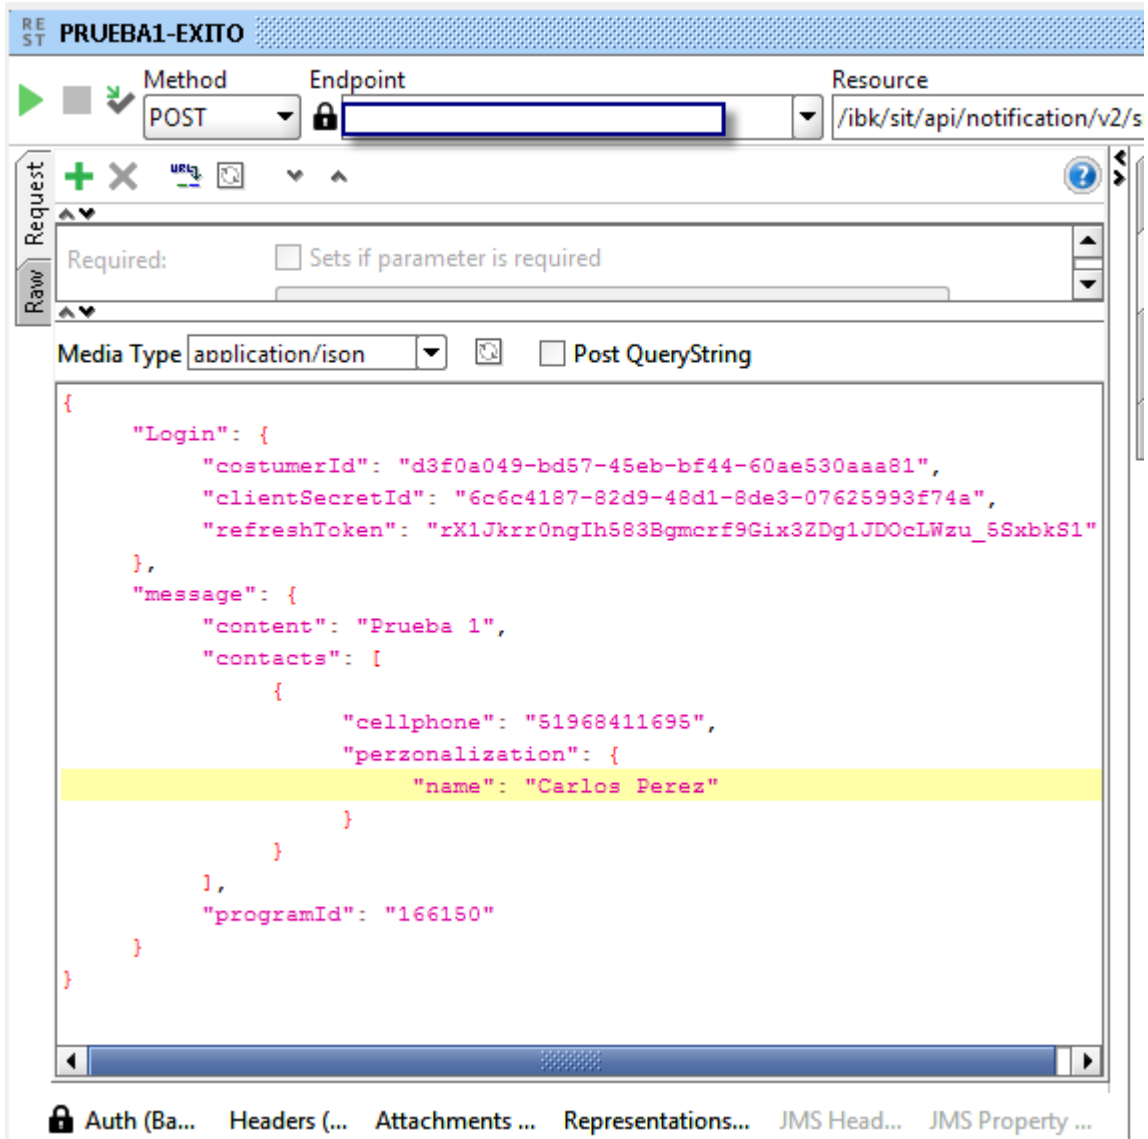 REST PRUEBA1-EXITO
Method Endpoint Resource
POST /ibk/sit/api/notification/v2/s
Request
Raw
Required: Sets if parameter is required
Media Type application/json Post QueryString
{
"Login": {
"costumerId": "d3f0a049-bd57-45eb-bf44-60ae530aaa81",
"clientSecretId": "6c6c4187-82d9-48d1-8de3-07625993f74a",
"refreshToken": "rX1Jkrr0ngIh583Bgmcrf9Gix3ZDg1JDOcLWzu_5SxbkS1"
},
"message": {
"content": "Prueba 1",
"contacts": [
{
"cellphone": "51968411695",
"perzonalization": {
"name": "Carlos Perez"
}
}
],
"programId": "166150"
}
}
Auth (Ba... Headers (... Attachments ... Representations... JMS Head... JMS Property ...